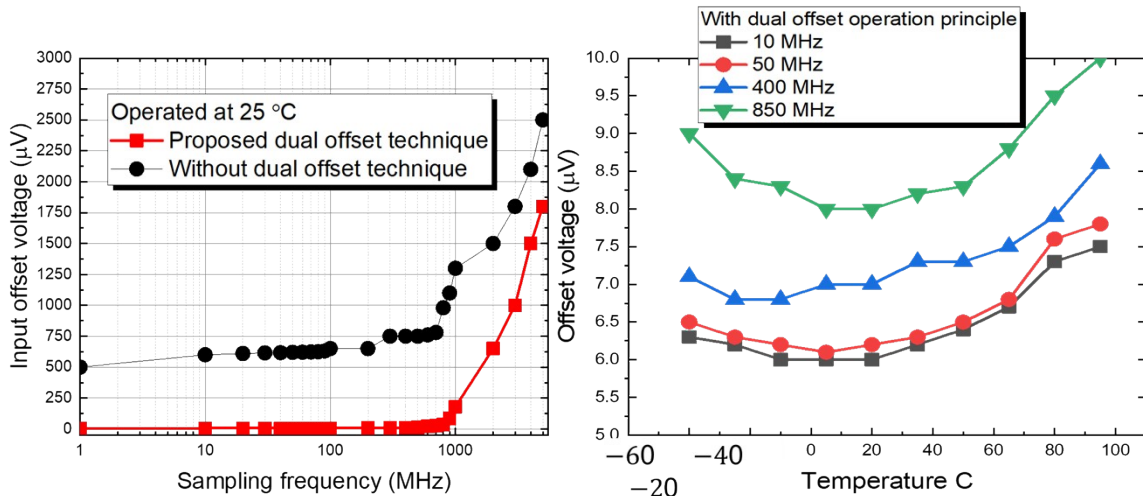 3000
2750
2500
2250
2000
1750
1500
1250
1000
750
500
250
0
Input offset voltage (μV)
Operated at 25 °C
Proposed dual offset technique
Without dual offset technique
1 10 100 1000
Sampling frequency (MHz)
With dual offset operation principle
10 MHz
50 MHz
400 MHz
850 MHz
10.0
9.5
9.0
8.5
8.0
7.5
7.0
6.5
6.0
5.5
5.0
Offset voltage (μV)
−60 −40 0 20 40 60 80 100
−20
Temperature C